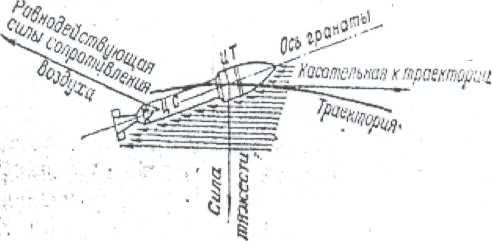 Равнодействующая
силы сопротивления
воздуха
ЦТ
Ось гранаты
Касательная к траектории
ЦС
Траектория
Сила
тяжести